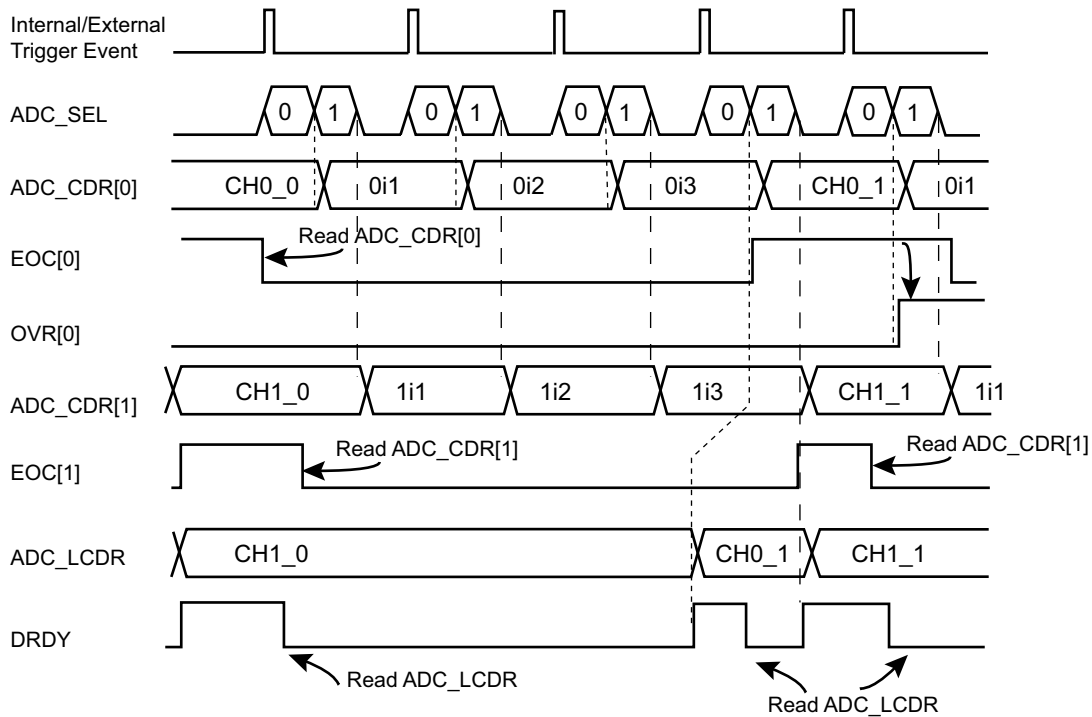 Internal/External
Trigger Event
ADC_SEL
0 1 0 1 0 1 0 1 0 1
ADC_CDR[0]
CH0_0 0i1 0i2 0i3 CH0_1 0i1
Read ADC_CDR[0]
EOC[0]
OVR[0]
ADC_CDR[1]
CH1_0 1i1 1i2 1i3 CH1_1 1i1
Read ADC_CDR[1] Read ADC_CDR[1]
EOC[1]
ADC_LCDR
CH1_0 CH0_1 CH1_1
DRDY
Read ADC_LCDR
Read ADC_LCDR